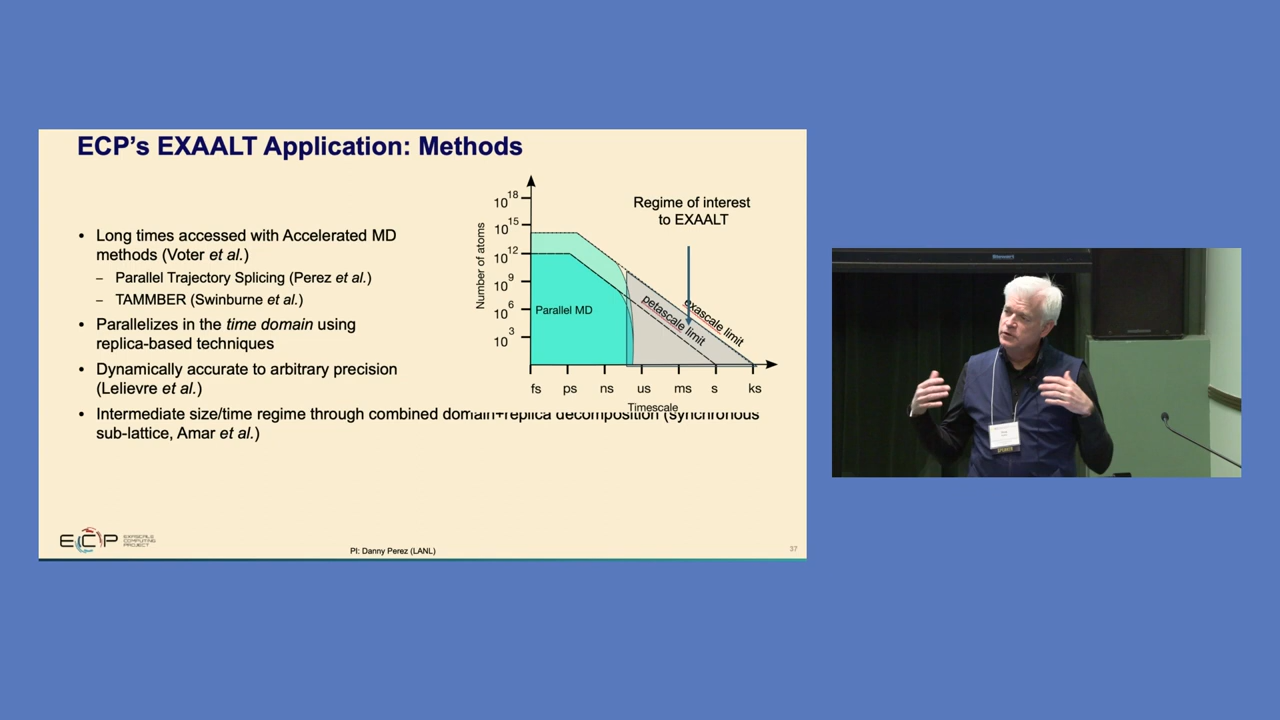 ECP's EXAALT Application: Methods
• Long times accessed with Accelerated MD
methods (Voter et al.)
– Parallel Trajectory Splicing (Perez et al.)
– TAMMBER (Swinburne et al.)
• Parallelizes in the time domain using
replica-based techniques
• Dynamically accurate to arbitrary precision
(Lelievre et al.)
• Intermediate size/time regime through combined domain+replica decomposition (synchronous
sub-lattice, Amar et al.)
Number of atoms
10^18
10^15
10^12
10^9
10^6
10^3
Regime of interest
to EXAALT
Parallel MD
petascale limit
exascale limit
fs ps ns us ms s ks
Timescale
ECP
EXASCALE
COMPUTING
PROJECT
PI: Danny Perez (LANL)
37
SPEAKER